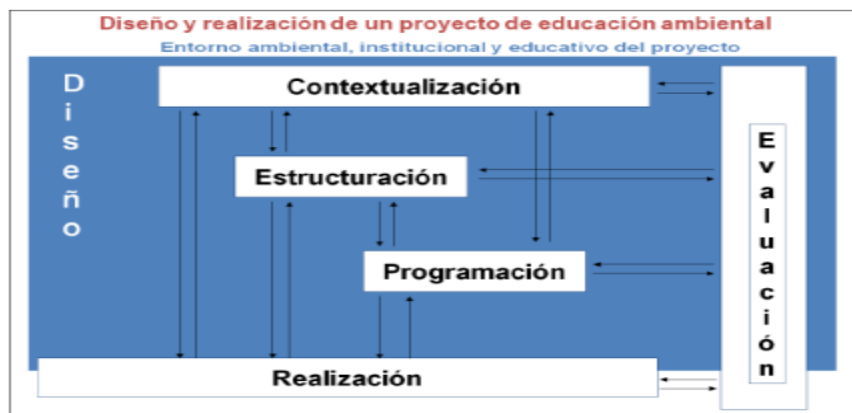 Diseño y realización de un proyecto de educación ambiental
Entorno ambiental, institucional y educativo del proyecto
Diseño
Contextualización
Estructuración
Programación
Realización
Evaluación